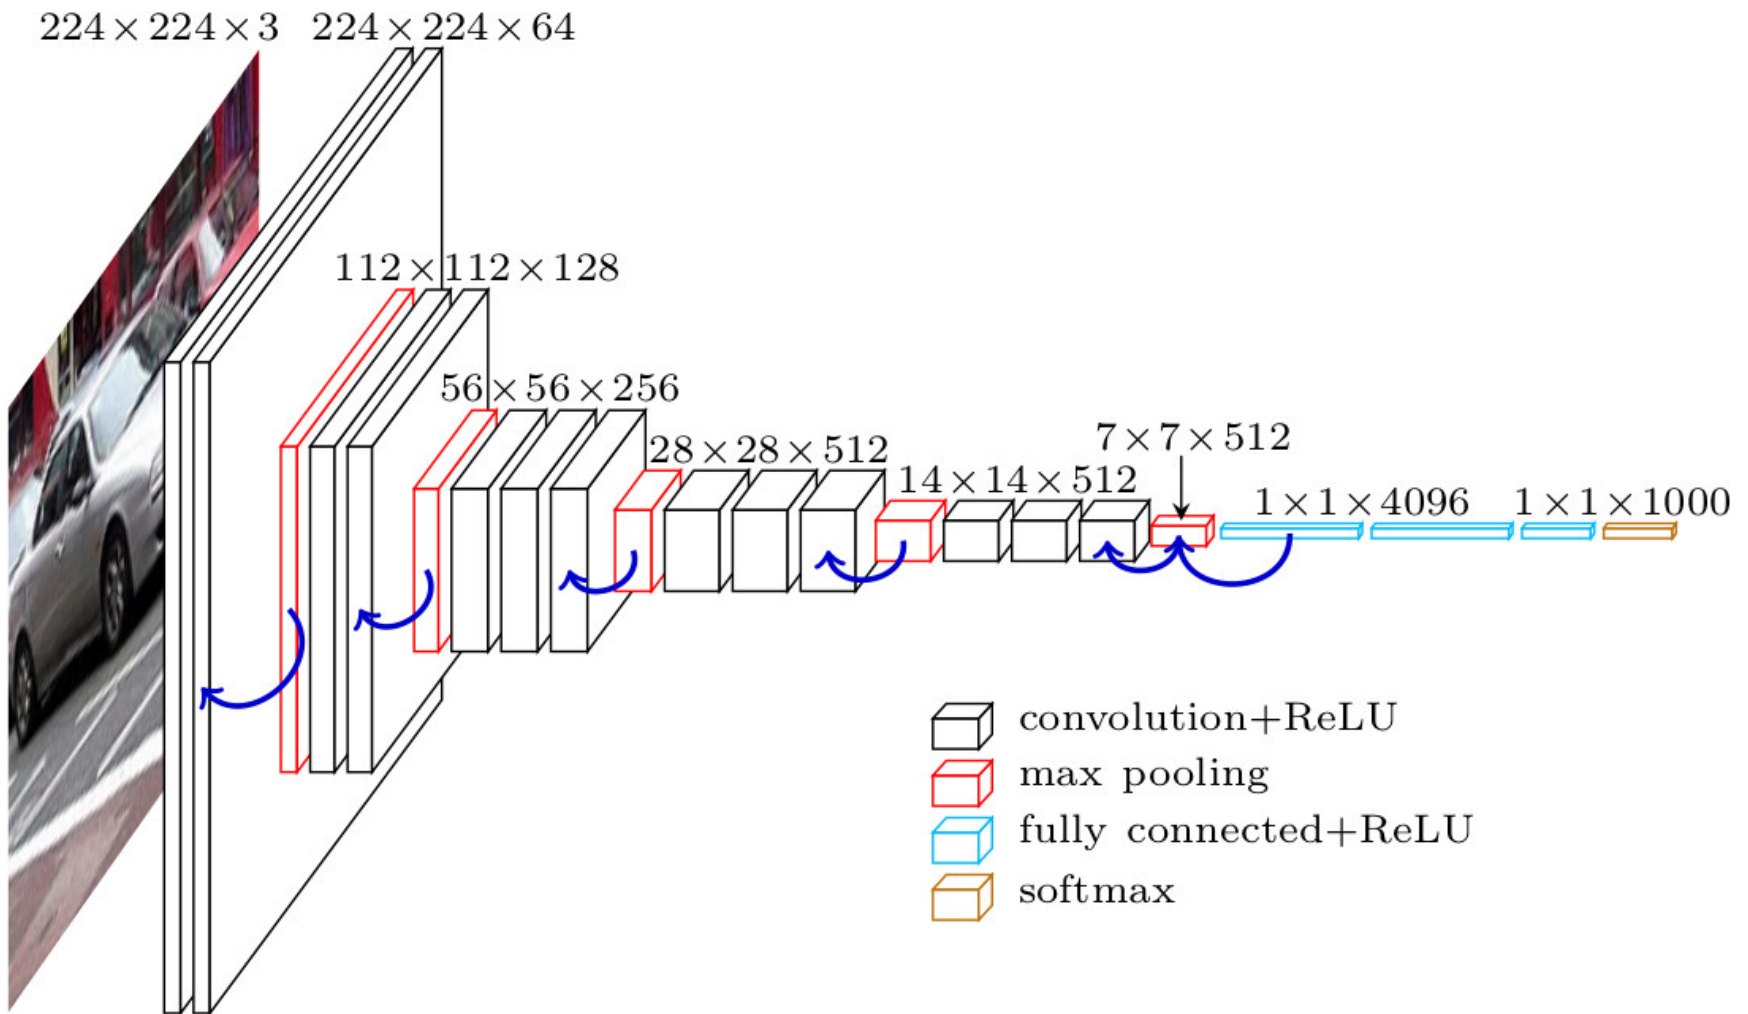 224×224×3
224×224×64
112×112×128
56×56×256
28×28×512
14×14×512
7×7×512
1×1×4096
1×1×1000
convolution+ReLU
max pooling
fully connected+ReLU
softmax